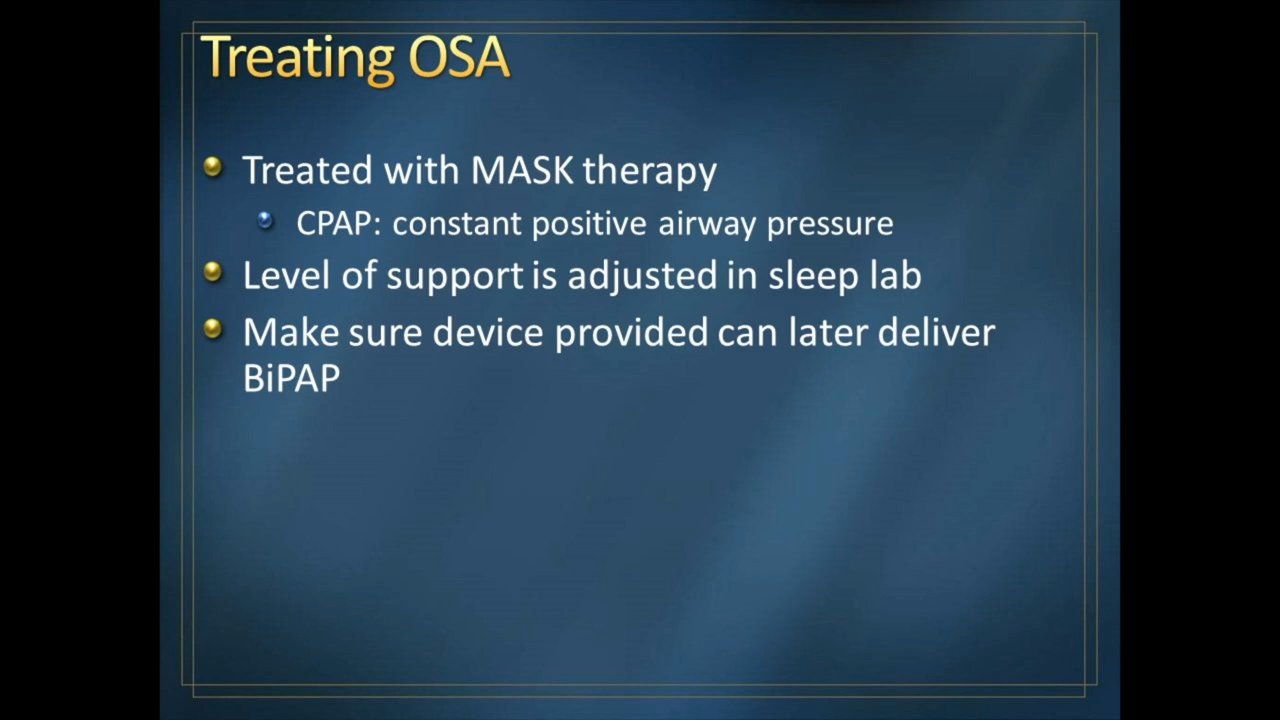 Treating OSA
Treated with MASK therapy
CPAP: constant positive airway pressure
Level of support is adjusted in sleep lab
Make sure device provided can later deliver
BiPAP